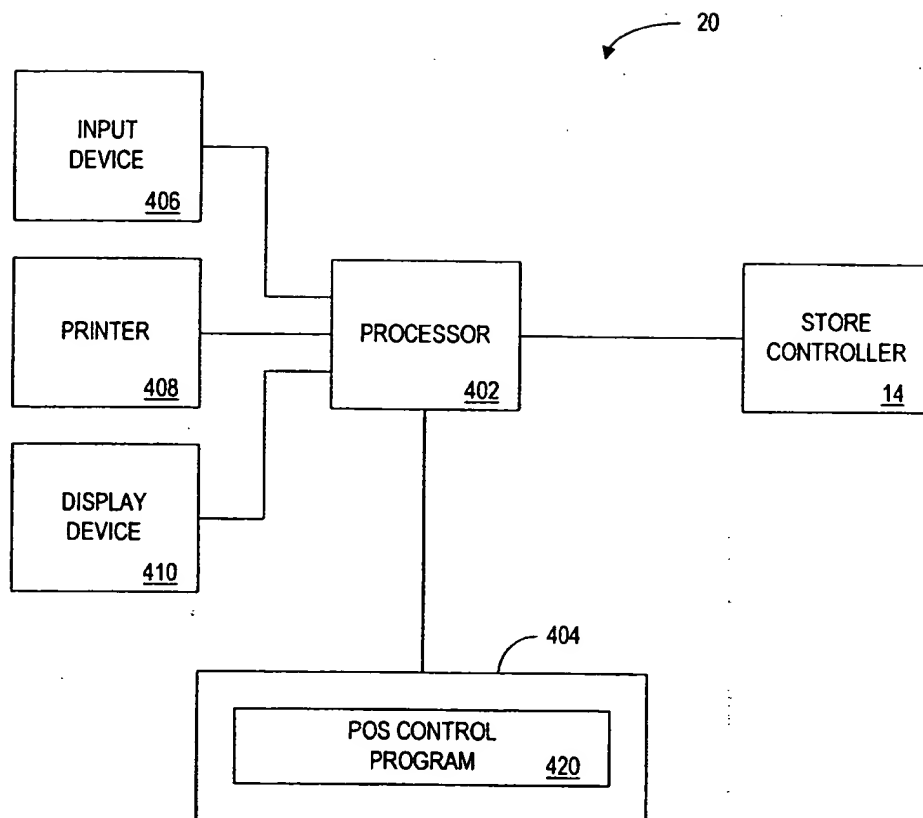 20
INPUT
DEVICE
406
PRINTER
408
DISPLAY
DEVICE
410
PROCESSOR
402
STORE
CONTROLLER
14
404
POS CONTROL
PROGRAM
420